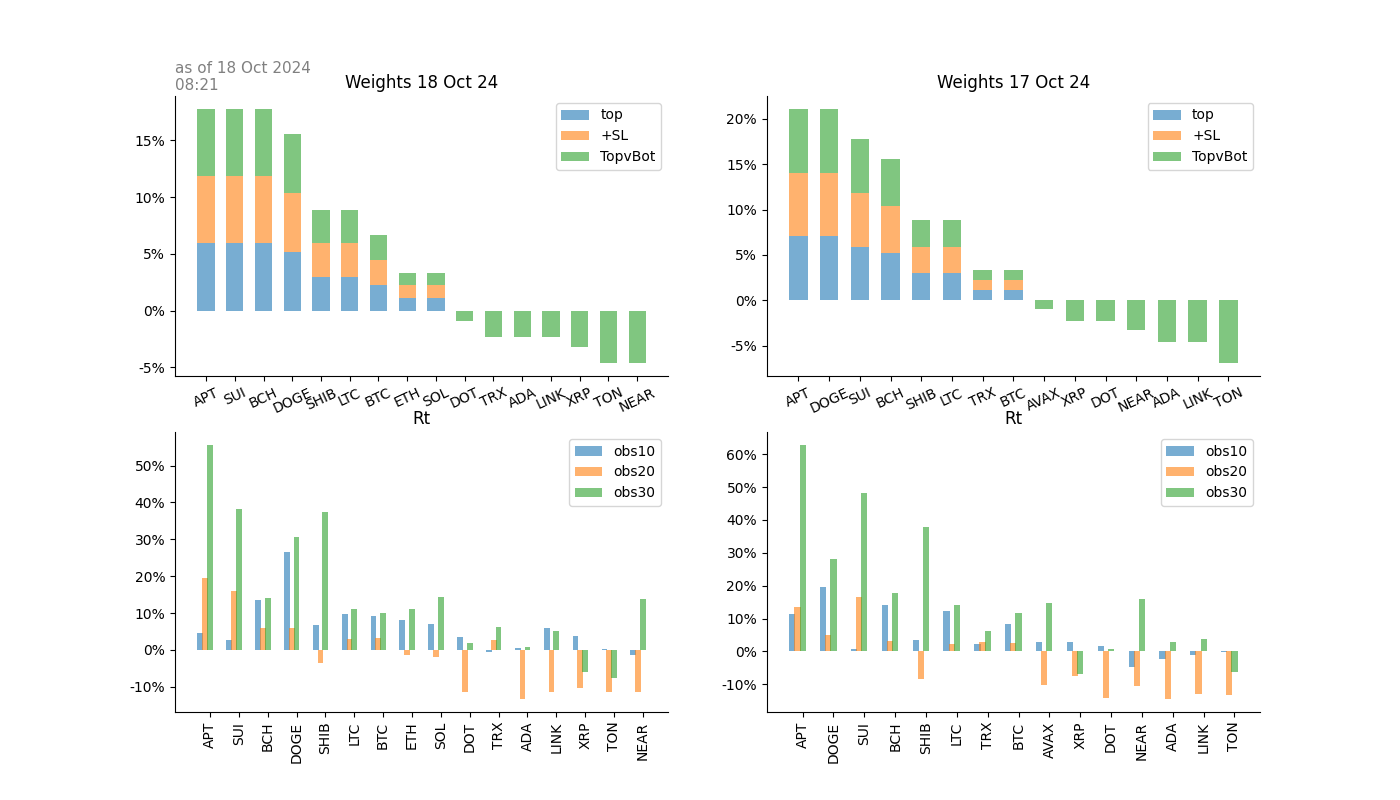 as of 18 Oct 2024
08:21
Weights 18 Oct 24
15%
10%
5%
0%
-5%
top
+SL
TopvBot
APT SUI BCH DOGE SHIB LTC BTC ETH SOL DOT TRX ADA LINK XRP TON NEAR
Weights 17 Oct 24
20%
15%
10%
5%
0%
-5%
top
+SL
TopvBot
APT DOGE SUI BCH SHIB LTC TRX BTC AVAX XRP DOT NEAR ADA LINK TON
Rt
50%
40%
30%
20%
10%
0%
-10%
obs10
obs20
obs30
APT SUI BCH DOGE SHIB LTC BTC ETH SOL DOT TRX ADA LINK XRP TON NEAR
Rt
60%
50%
40%
30%
20%
10%
0%
-10%
obs10
obs20
obs30
APT DOGE SUI BCH SHIB LTC TRX BTC AVAX XRP DOT NEAR ADA LINK TON